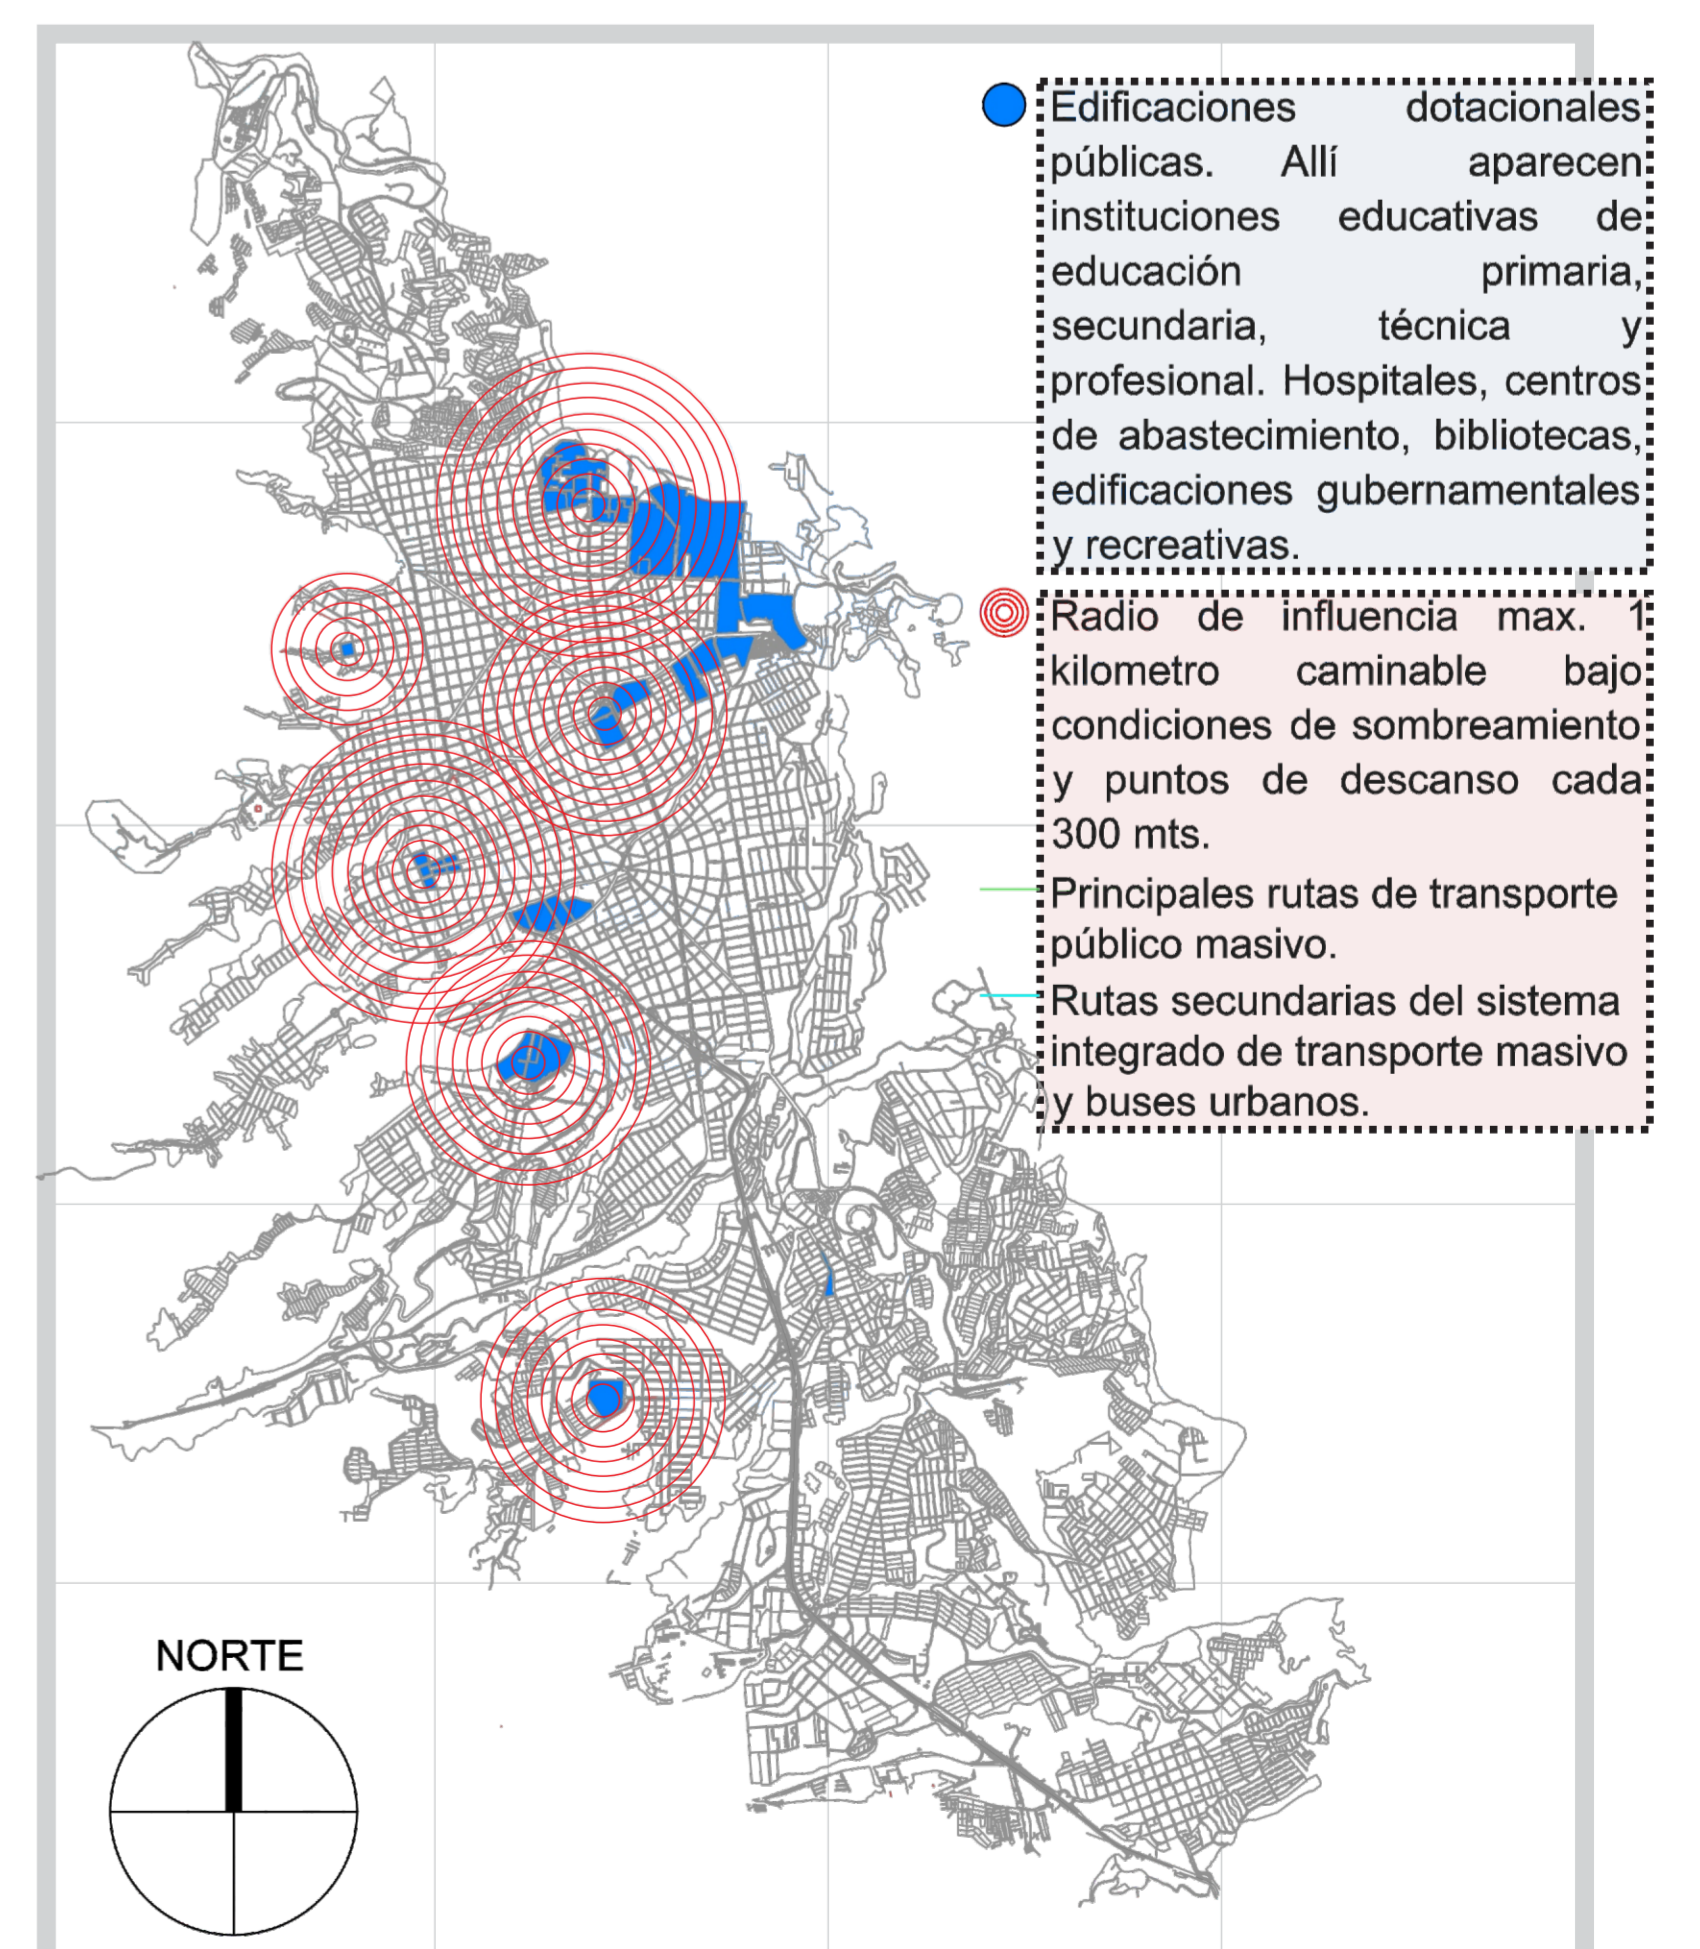 Edificaciones dotacionales
públicas. Allí aparecen
instituciones educativas de
educación primaria,
secundaria, técnica y
profesional. Hospitales, centros
de abastecimiento, bibliotecas,
edificaciones gubernamentales
y recreativas.
Radio de influencia max. 1
kilometro caminable bajo
condiciones de sombreamiento
y puntos de descanso cada
300 mts.
Principales rutas de transporte
público masivo.
Rutas secundarias del sistema
integrado de transporte masivo
y buses urbanos.
NORTE